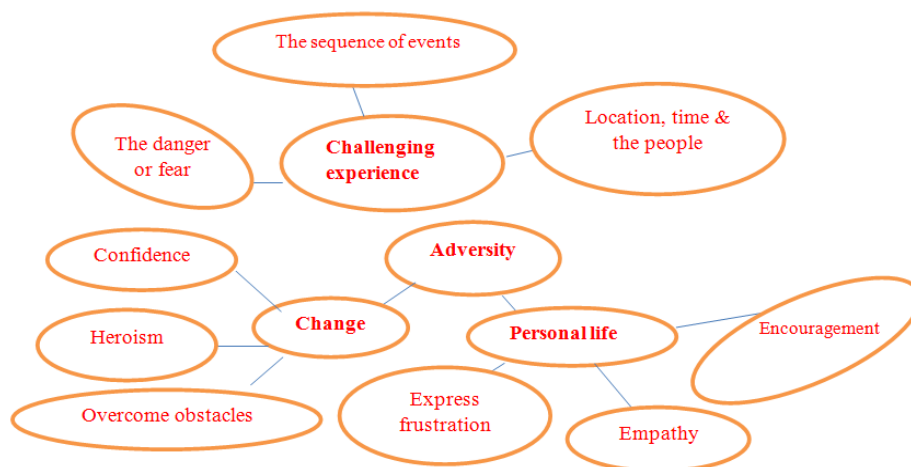 The sequence of events
Location, time &
the people
The danger
or fear
Challenging
experience
Adversity
Confidence
Change
Personal life
Encouragement
Heroism
Overcome obstacles
Express
frustration
Empathy